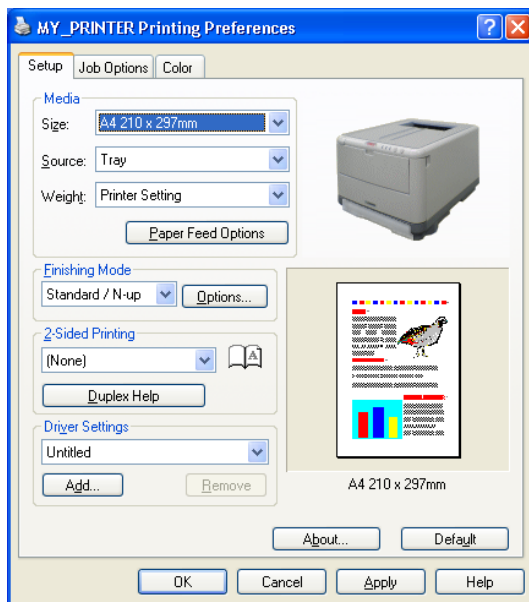 MY_PRINTER Printing Preferences
Setup
Job Options
Color
Media
Size:
A4 210 x 297mm
Source:
Tray
Weight:
Printer Setting
Paper Feed Options
Finishing Mode
Standard / N-up
Options...
2-Sided Printing
(None)
A
Duplex Help
Driver Settings
Untitled
Add...
Remove
A4 210 x 297mm
About...
Default
OK
Cancel
Apply
Help